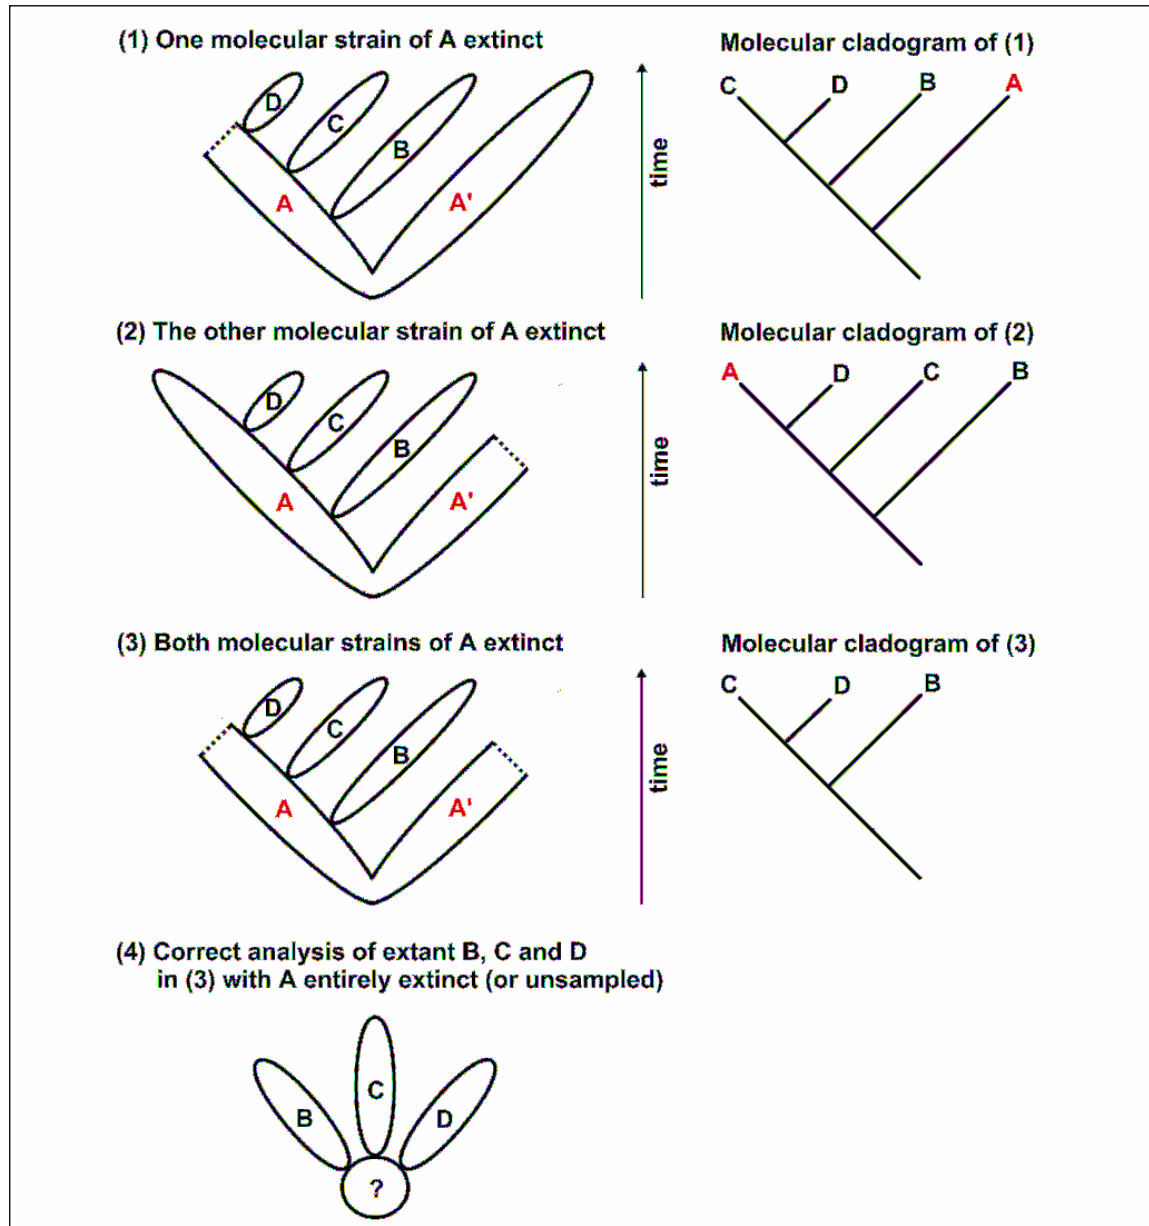 (1) One molecular strain of A extinct
Molecular cladogram of (1)
D
C
B
A
A'
time
C
D
B
A
(2) The other molecular strain of A extinct
Molecular cladogram of (2)
D
C
B
A
A'
time
A
D
C
B
(3) Both molecular strains of A extinct
Molecular cladogram of (3)
D
C
B
A
A'
time
C
D
B
(4) Correct analysis of extant B, C and D
in (3) with A entirely extinct (or unsampled)
B
C
D
?